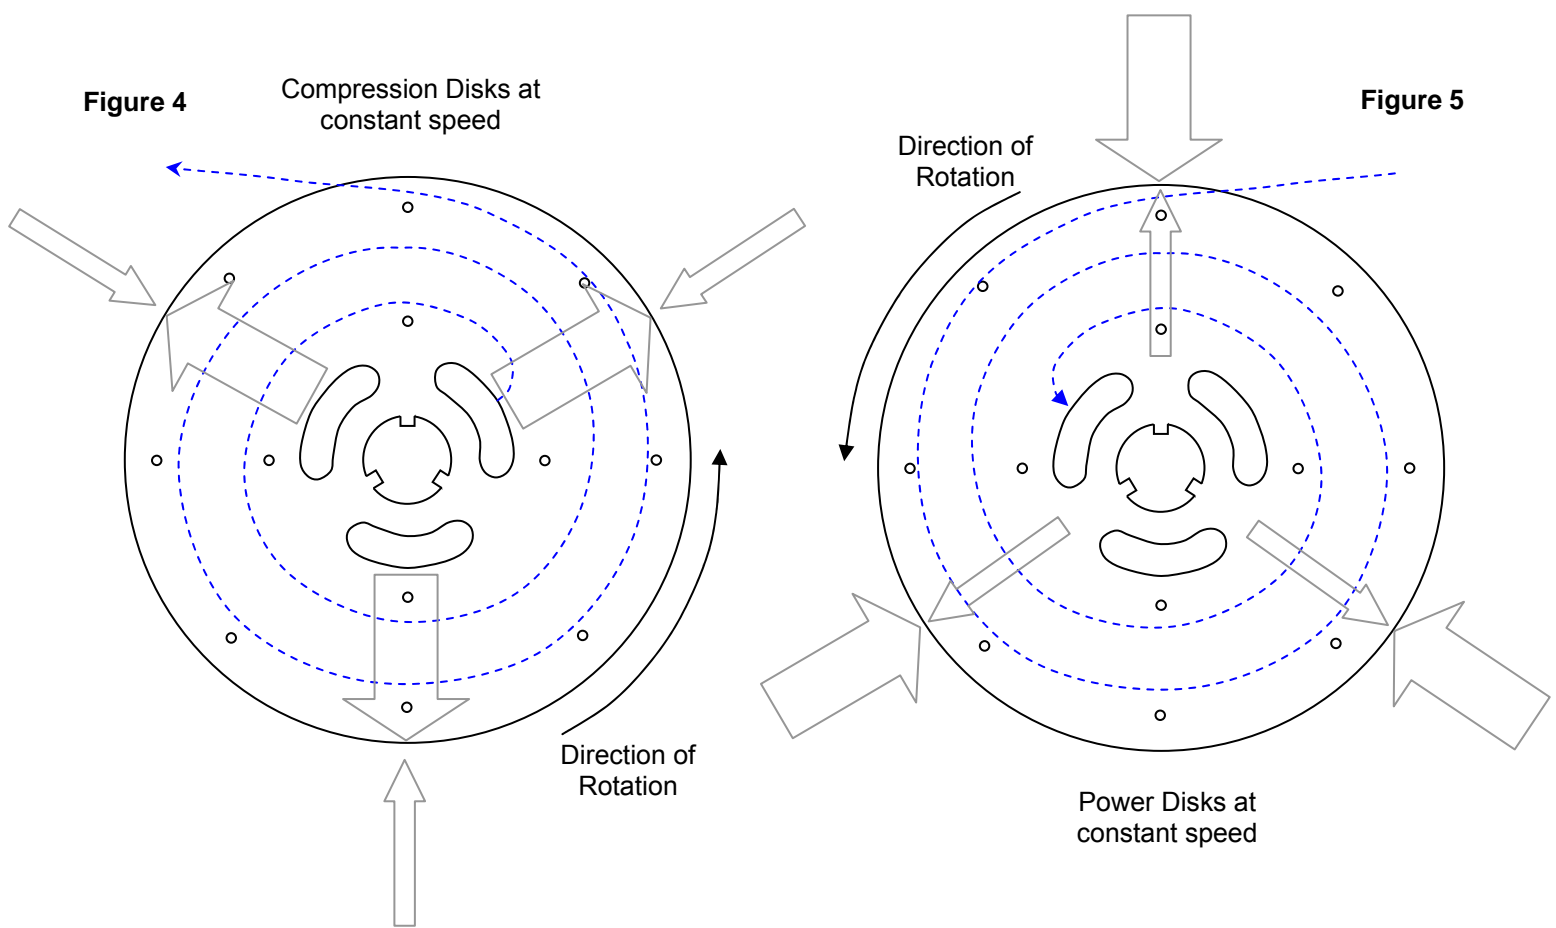 Figure 4
Compression Disks at
constant speed
Direction of
Rotation
Figure 5
Direction of
Rotation
Power Disks at
constant speed